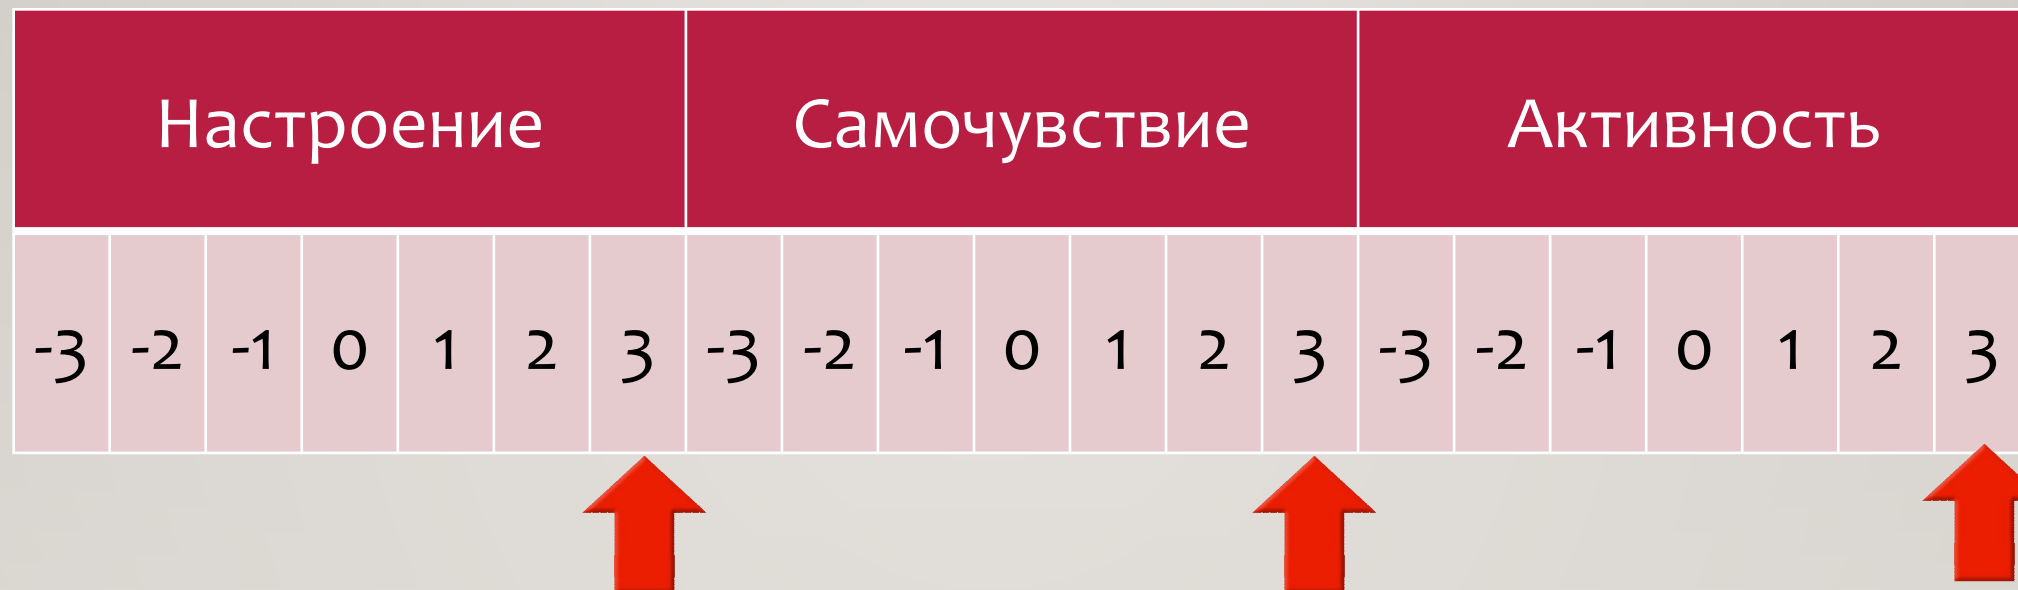 Настроение Самочувствие Активность
-3 -2 -1 0 1 2 3 -3 -2 -1 0 1 2 3 -3 -2 -1 0 1 2 3